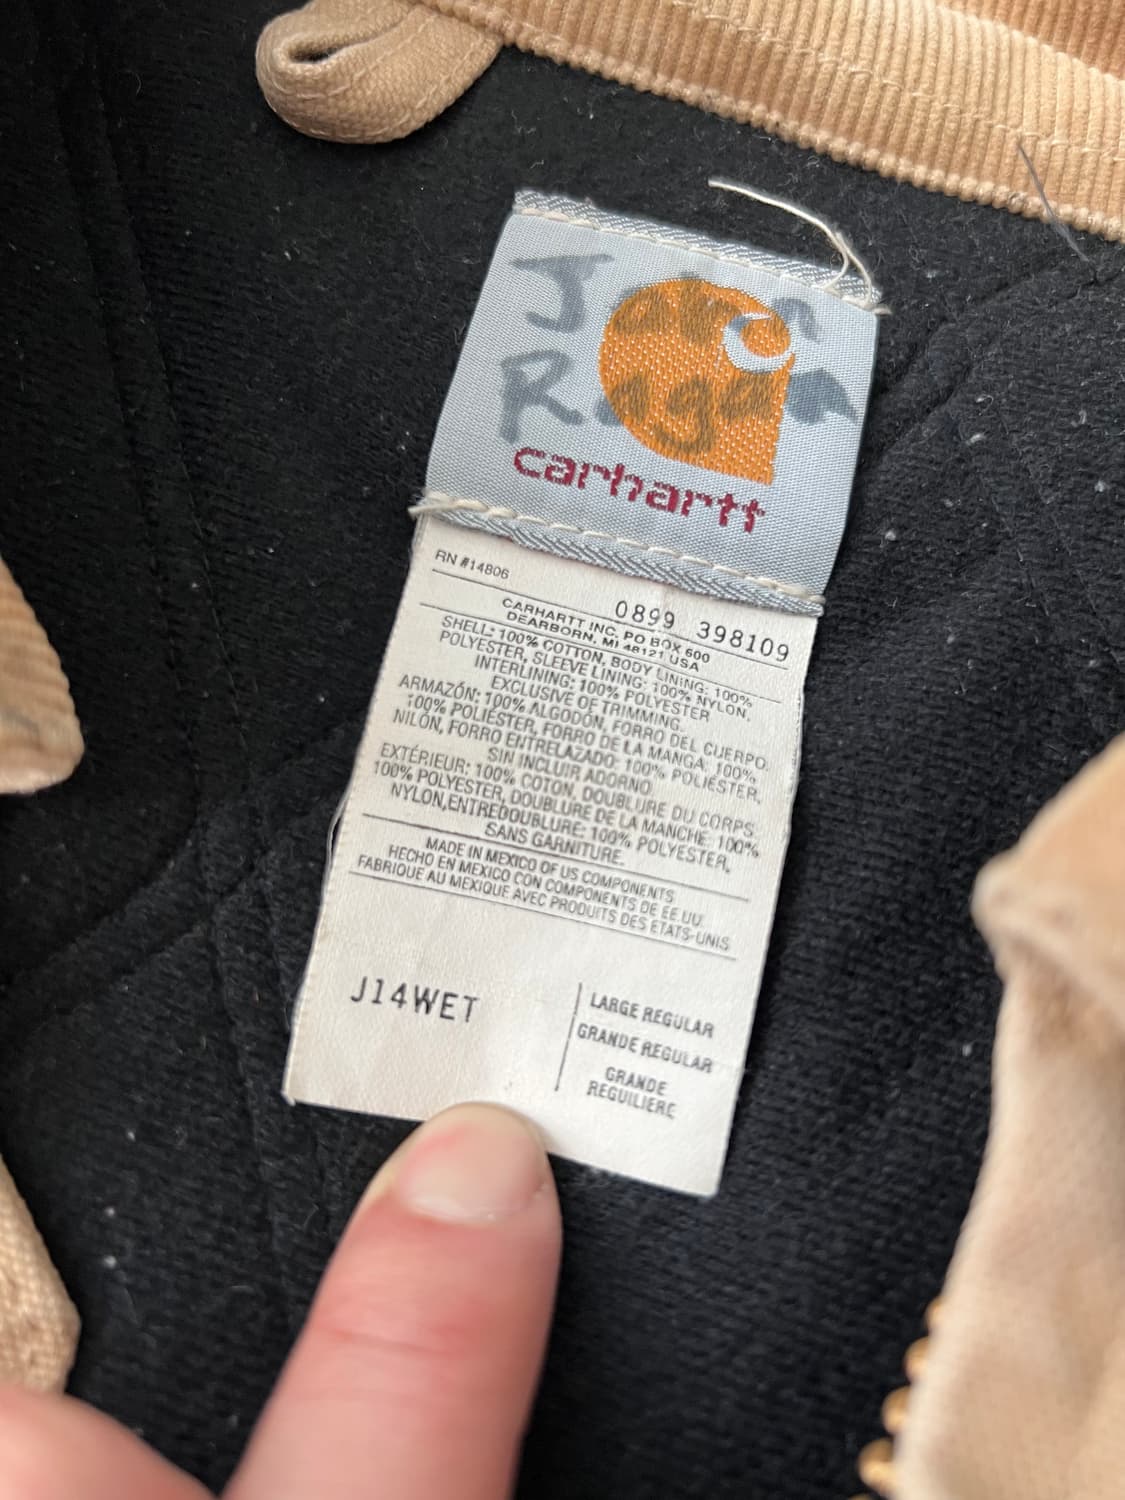 John
Ragan
carhartt
RN #14806
0899 398109
CARHARTT INC, PO BOX 600
DEARBORN, MI 48121 USA
SHELL: 100% COTTON, BODY LINING: 100%
POLYESTER, SLEEVE LINING: 100% NYLON,
INTERLINING: 100% POLYESTER
EXCLUSIVE OF TRIMMING.
ARMAZÓN: 100% ALGODÓN, FORRO DEL CUERPO:
100% POLIÉSTER, FORRO DE LA MANGA: 100%
NILÓN, FORRO ENTRELAZADO: 100% POLIÉSTER,
SIN INCLUIR ADORNO
EXTÉRIEUR: 100% COTON, DOUBLURE DU CORPS:
100% POLYESTER, DOUBLURE DE LA MANCHE: 100%
NYLON,ENTREDOUBLURE: 100% POLYESTER,
SANS GARNITURE.
MADE IN MEXICO OF US COMPONENTS
HECHO EN MEXICO CON COMPONENTS DE EE.UU.
FABRIQUE AU MEXIQUE AVEC PRODUITS DES ETATS-UNIS
J14WET
LARGE REGULAR
GRANDE REGULAR
GRANDE
REGUILIERE